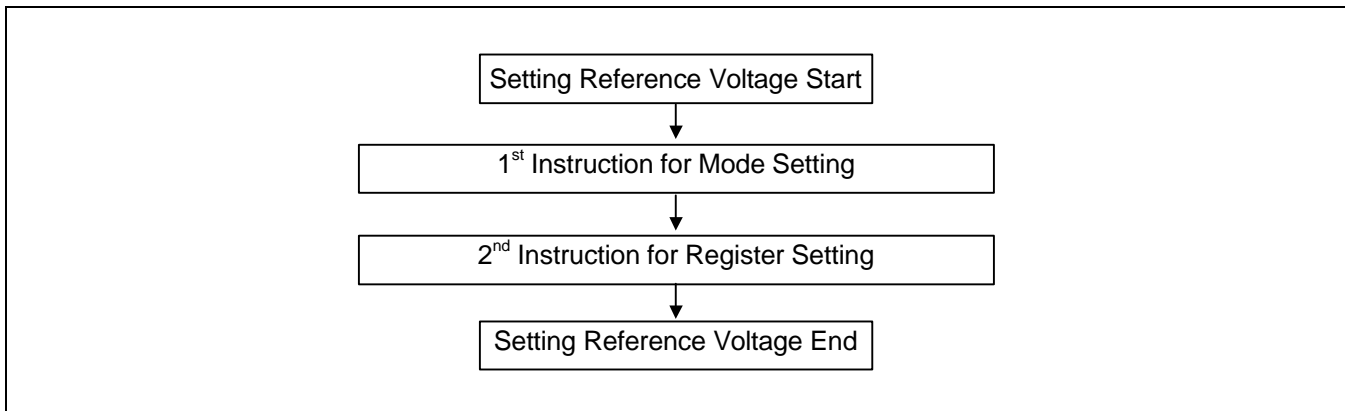 Setting Reference Voltage Start
1st Instruction for Mode Setting
2nd Instruction for Register Setting
Setting Reference Voltage End